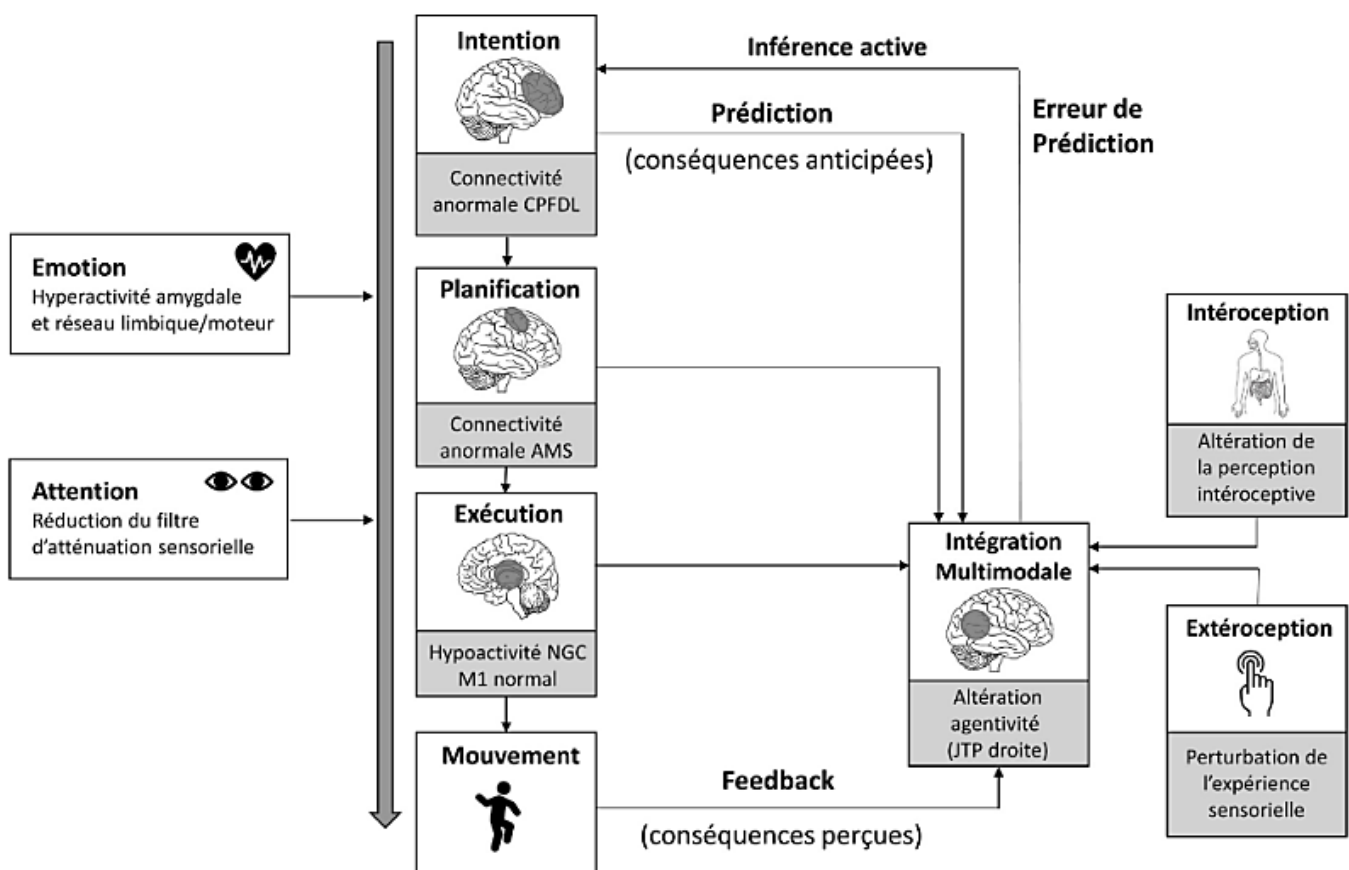 Intention
Connectivité
anormale CPFDL
Inférence active
Prédiction
(conséquences anticipées)
Erreur de
Prédiction
Emotion
Hyperactivité amygdale
et réseau limbique/moteur
Planification
Connectivité
anormale AMS
Attention
Réduction du filtre
d’atténuation sensorielle
Exécution
Hypoactivité NGC
M1 normal
Mouvement
Feedback
(conséquences perçues)
Intégration
Multimodale
Altération
agentivité
(JTP droite)
Intéroception
Altération de
la perception
intéroceptive
Extéroception
Perturbation de
l’expérience
sensorielle